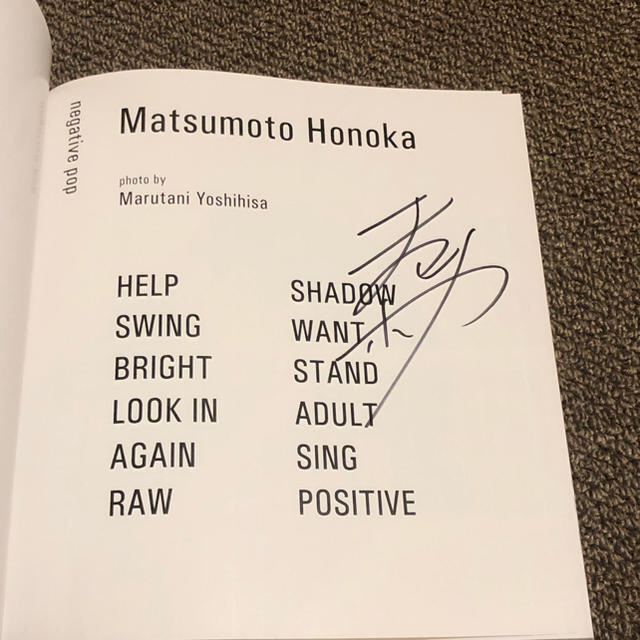 negative pop
Matsumoto Honoka
photo by
Marutani Yoshihisa
HELP
SWING
BRIGHT
LOOK IN
AGAIN
RAW
SHADOW
WANT
STAND
ADULT
SING
POSITIVE